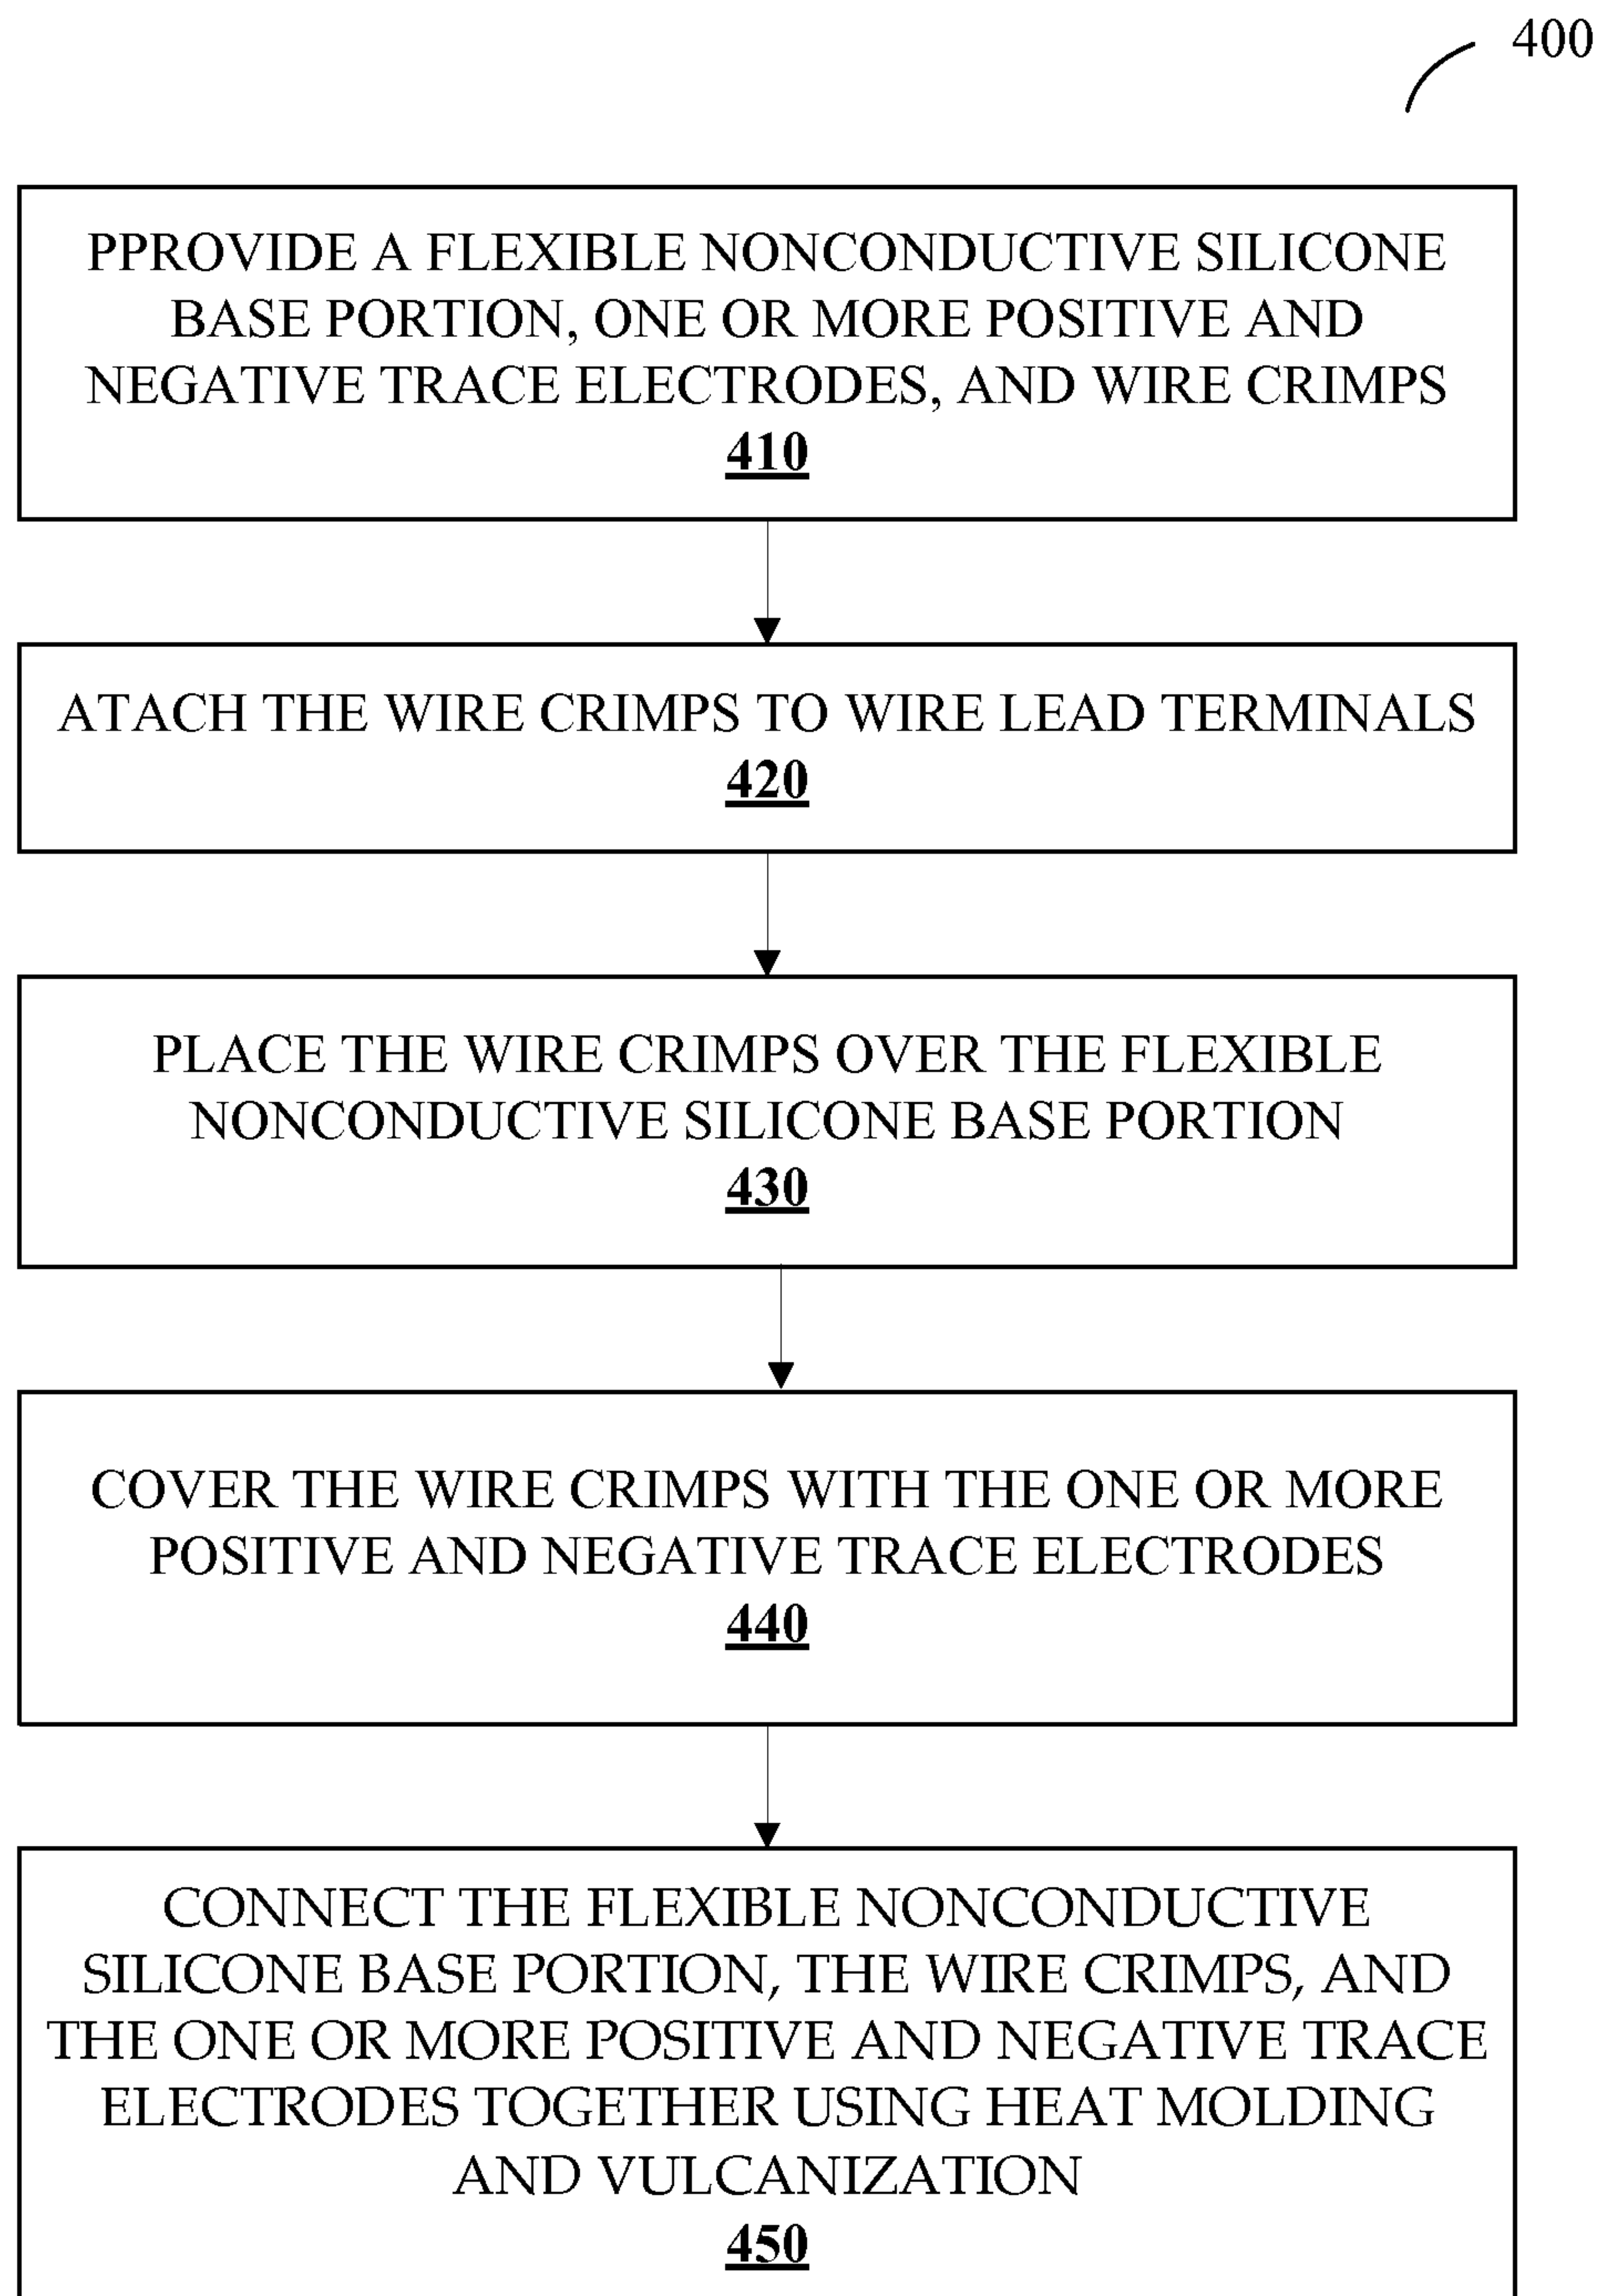 400
PPROVIDE A FLEXIBLE NONCONDUCTIVE SILICONE
BASE PORTION, ONE OR MORE POSITIVE AND
NEGATIVE TRACE ELECTRODES, AND WIRE CRIMPS
410
ATACH THE WIRE CRIMPS TO WIRE LEAD TERMINALS
420
PLACE THE WIRE CRIMPS OVER THE FLEXIBLE
NONCONDUCTIVE SILICONE BASE PORTION
430
COVER THE WIRE CRIMPS WITH THE ONE OR MORE
POSITIVE AND NEGATIVE TRACE ELECTRODES
440
CONNECT THE FLEXIBLE NONCONDUCTIVE
SILICONE BASE PORTION, THE WIRE CRIMPS, AND
THE ONE OR MORE POSITIVE AND NEGATIVE TRACE
ELECTRODES TOGETHER USING HEAT MOLDING
AND VULCANIZATION
450